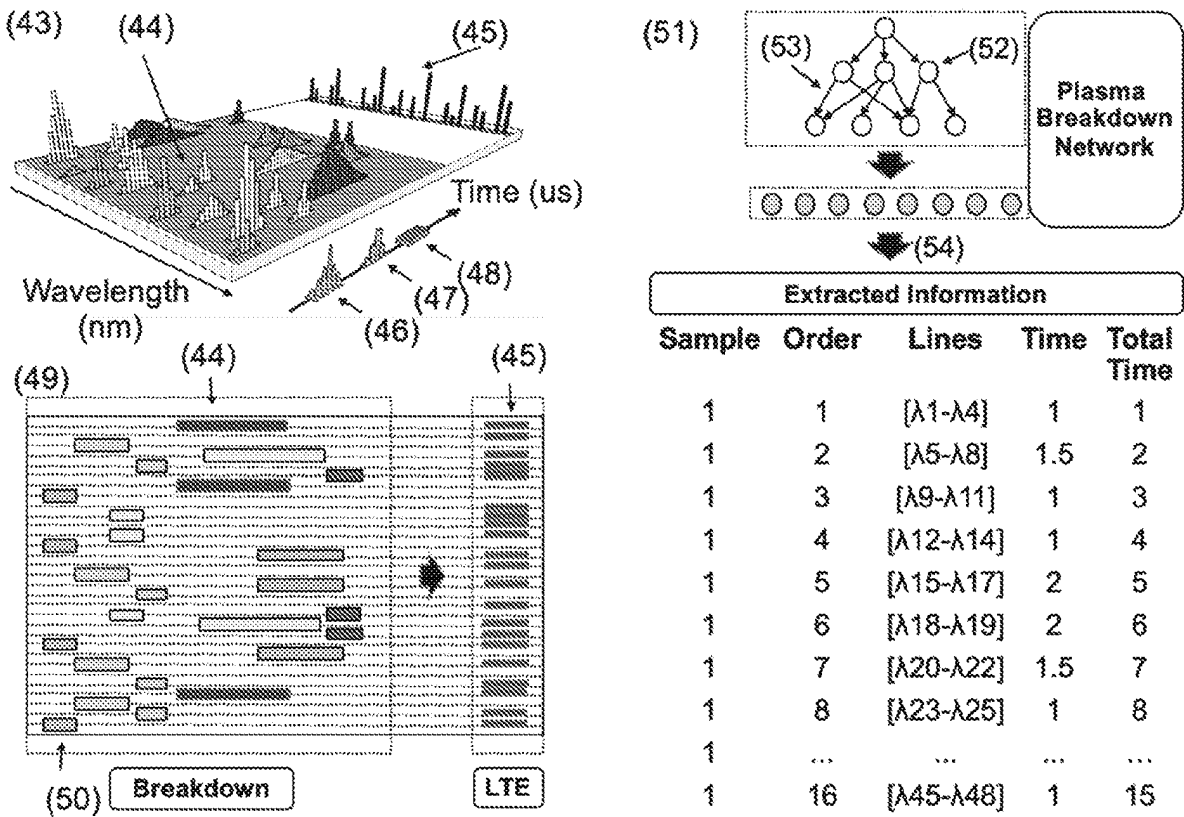 (43)
(44)
(45)
Time (us)
Wavelength
(nm)
(48)
(47)
(46)
(49)
(44)
(45)
(50)
Breakdown
LTE
(51)
(53)
(52)
Plasma
Breakdown
Network
(54)
Extracted Information
Sample Order Lines Time Total
Time
1 1 [λ1-λ4] 1 1
1 2 [λ5-λ8] 1.5 2
1 3 [λ9-λ11] 1 3
1 4 [λ12-λ14] 1 4
1 5 [λ15-λ17] 2 5
1 6 [λ18-λ19] 2 6
1 7 [λ20-λ22] 1.5 7
1 8 [λ23-λ25] 1 8
1 ... ... ... ...
1 16 [λ45-λ48] 1 15